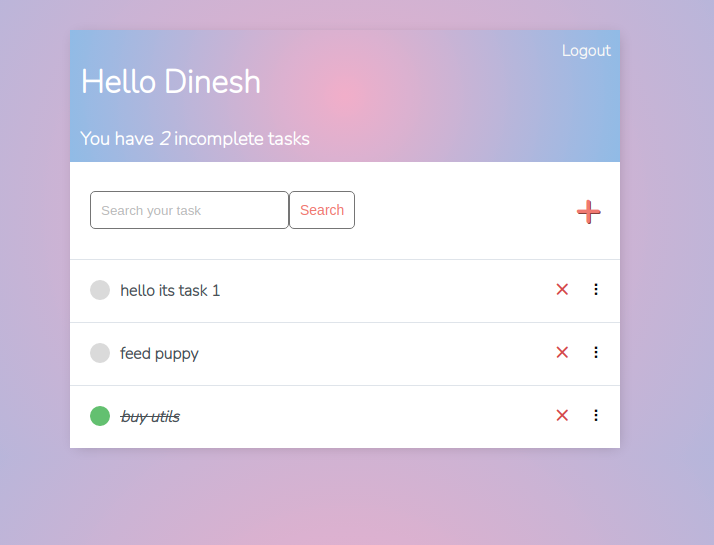 Logout
Hello Dinesh
You have 2 incomplete tasks
Search your task
Search
hello its task 1
feed puppy
buy utils